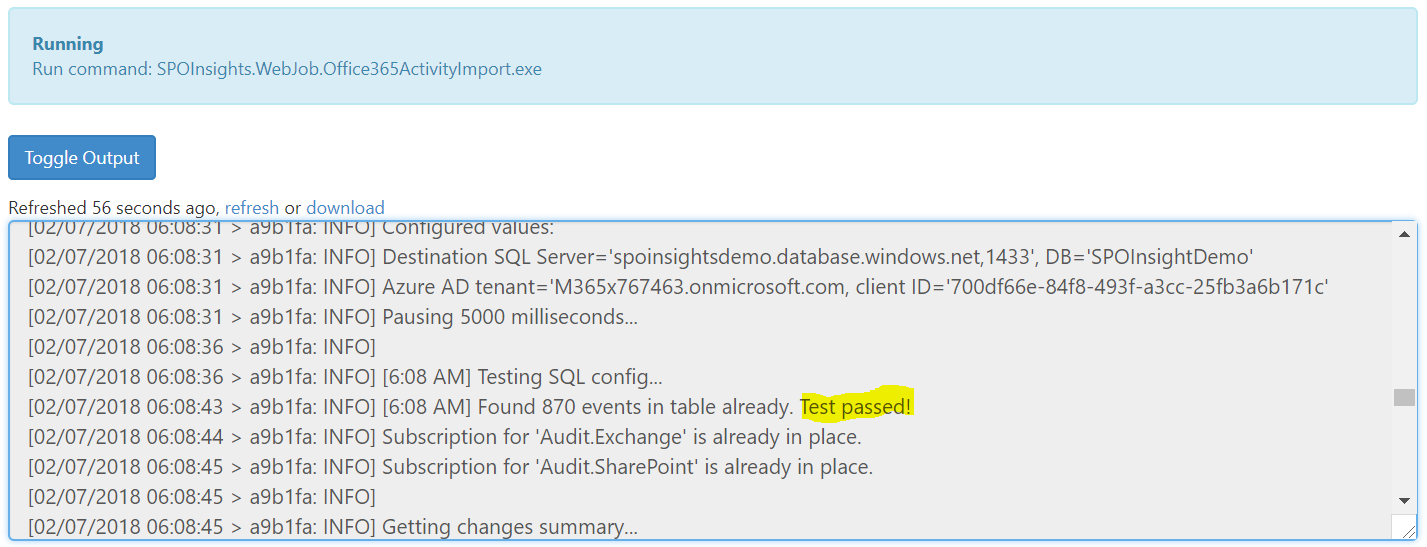 Running
Run command: SPOInsights.WebJob.Office365ActivityImport.exe
Toggle Output
Refreshed 56 seconds ago, refresh or download
[02/07/2018 06:08:31 > a9b1fa: INFO] Configured values:
[02/07/2018 06:08:31 > a9b1fa: INFO] Destination SQL Server='spoinsightsdemo.database.windows.net,1433', DB='SPOInsightDemo'
[02/07/2018 06:08:31 > a9b1fa: INFO] Azure AD tenant='M365x767463.onmicrosoft.com, client ID='700df66e-84f8-493f-a3cc-25fb3a6b171c'
[02/07/2018 06:08:31 > a9b1fa: INFO] Pausing 5000 milliseconds...
[02/07/2018 06:08:36 > a9b1fa: INFO]
[02/07/2018 06:08:36 > a9b1fa: INFO] [6:08 AM] Testing SQL config...
[02/07/2018 06:08:43 > a9b1fa: INFO] [6:08 AM] Found 870 events in table already. Test passed!
[02/07/2018 06:08:44 > a9b1fa: INFO] Subscription for 'Audit.Exchange' is already in place.
[02/07/2018 06:08:45 > a9b1fa: INFO] Subscription for 'Audit.SharePoint' is already in place.
[02/07/2018 06:08:45 > a9b1fa: INFO]
[02/07/2018 06:08:45 > a9b1fa: INFO] Getting changes summary...